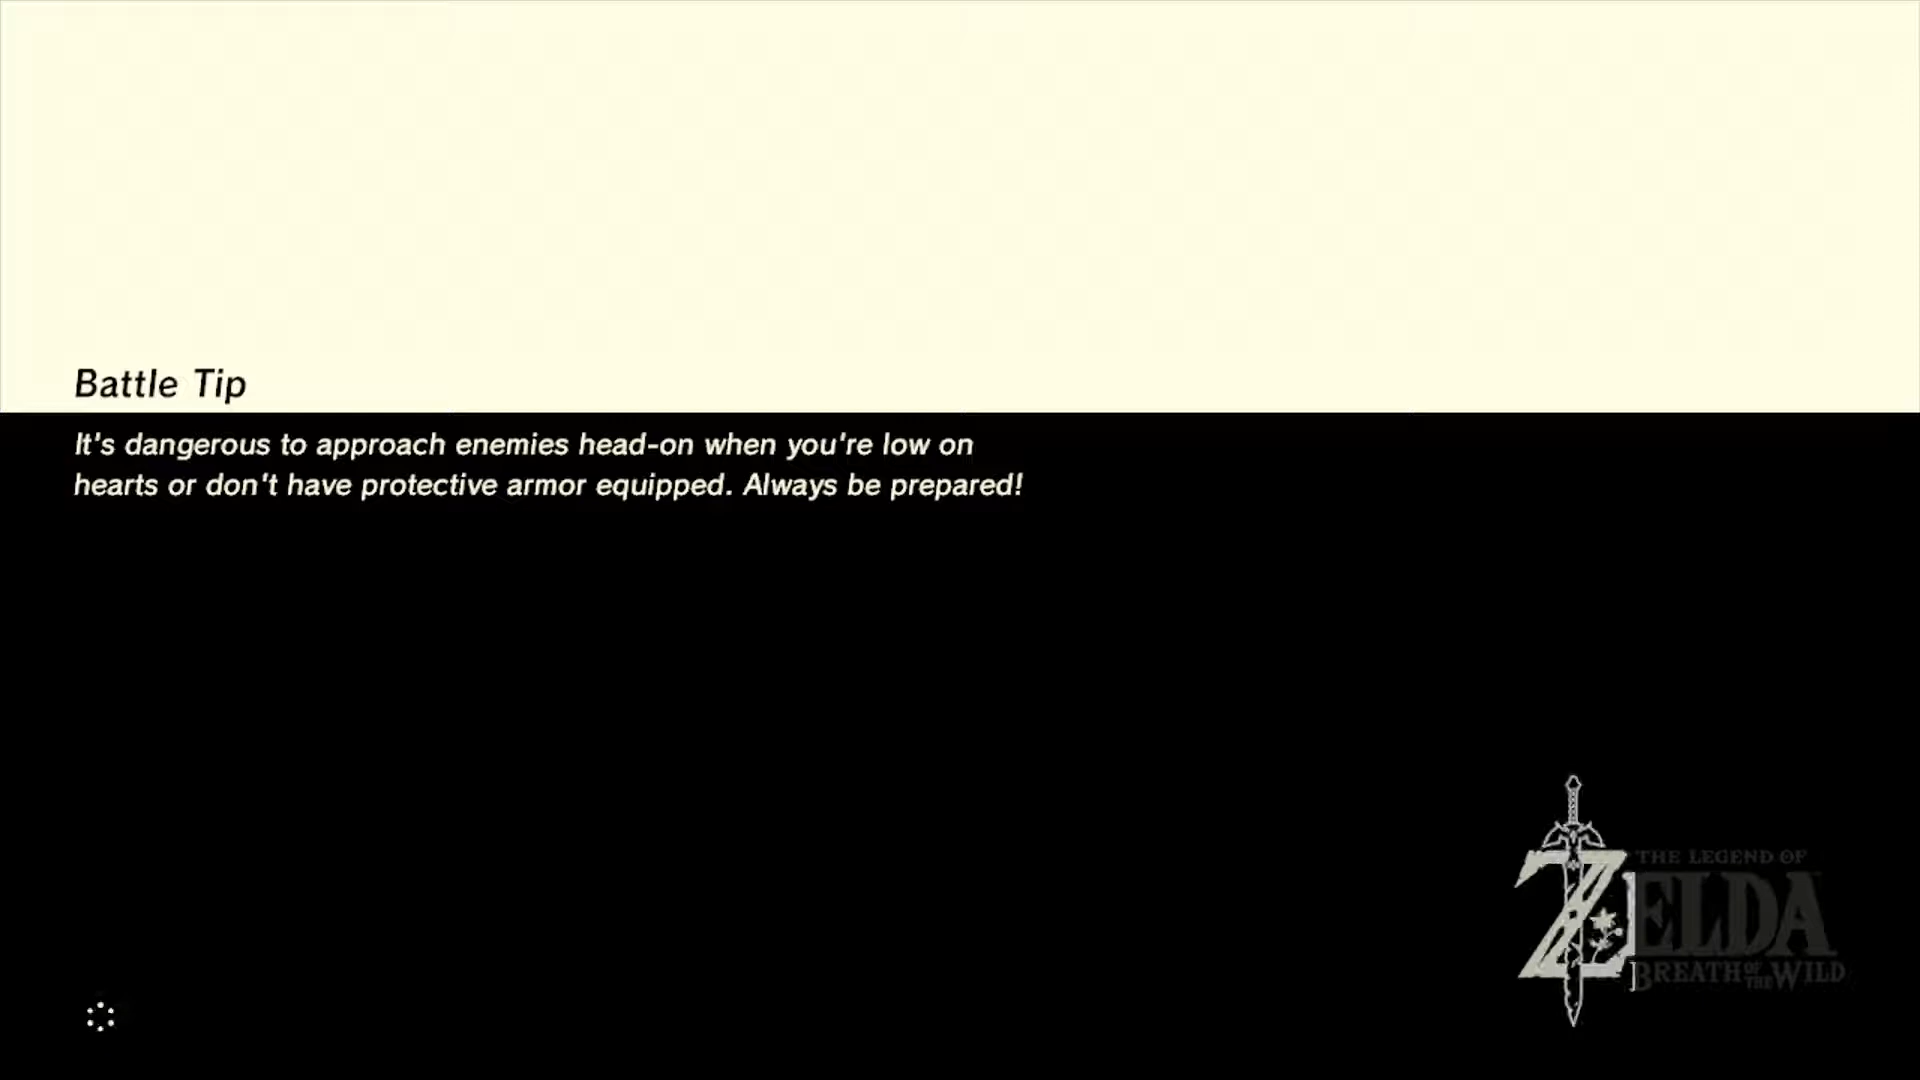 Battle Tip
It's dangerous to approach enemies head-on when you're low on
hearts or don't have protective armor equipped. Always be prepared!
THE LEGEND OF
ZELDA
BREATH OF THE WILD